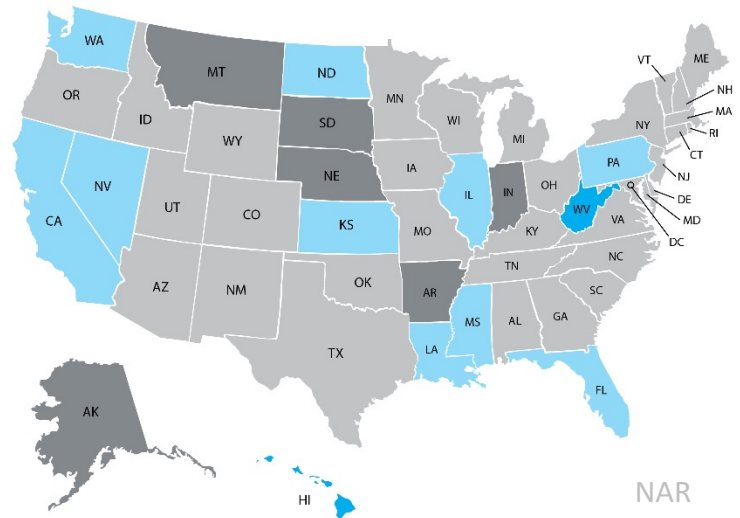 WA
MT
ND
VT
ME
OR
MN
ID
SD
WI
NH
MA
WY
MI
NY
RI
CT
NE
IA
PA
NJ
NV
IL
IN
OH
DE
UT
CO
WV
MD
CA
KS
MO
KY
VA
DC
NC
TN
AZ
NM
OK
AR
SC
MS
AL
GA
LA
TX
FL
AK
HI
NAR